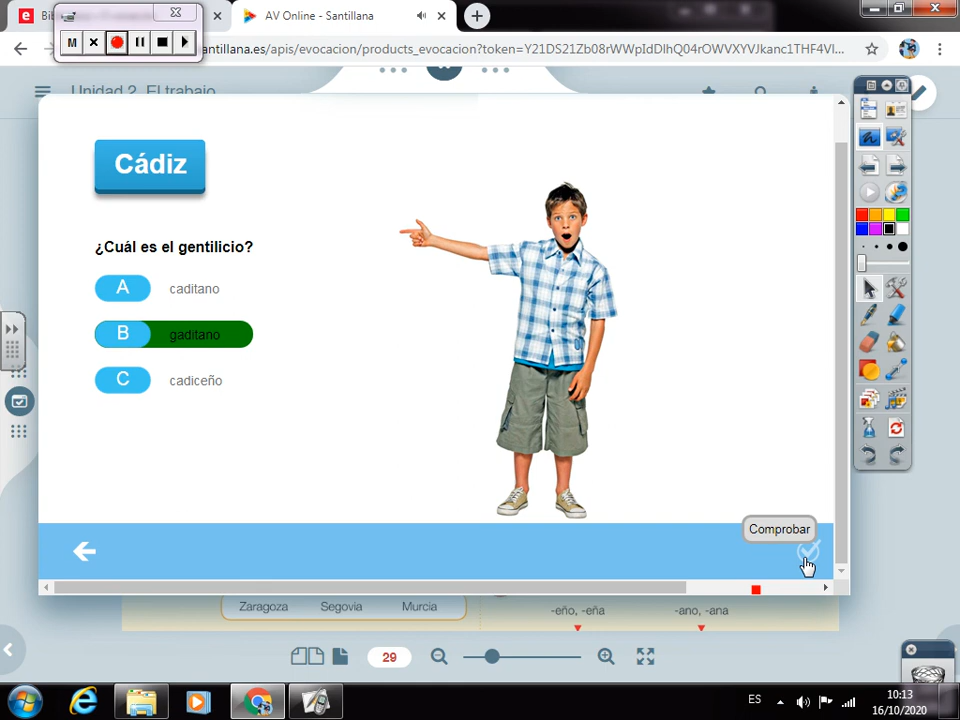 AV Online - Santillana
M
santillana.es/apis/evocacion/products_evocacion?token=Y21DS21Zb08rWWpIdDlhQ04rOWVXYVJkanc1THF4Vl...
Unidad 2. El trabajo
Cádiz
¿Cuál es el gentilicio?
A caditano
B gaditano
C cadiceño
Comprobar
Zaragoza Segovia Murcia
-eño, -eña -ano, -ana
29
ES
10:13
16/10/2020